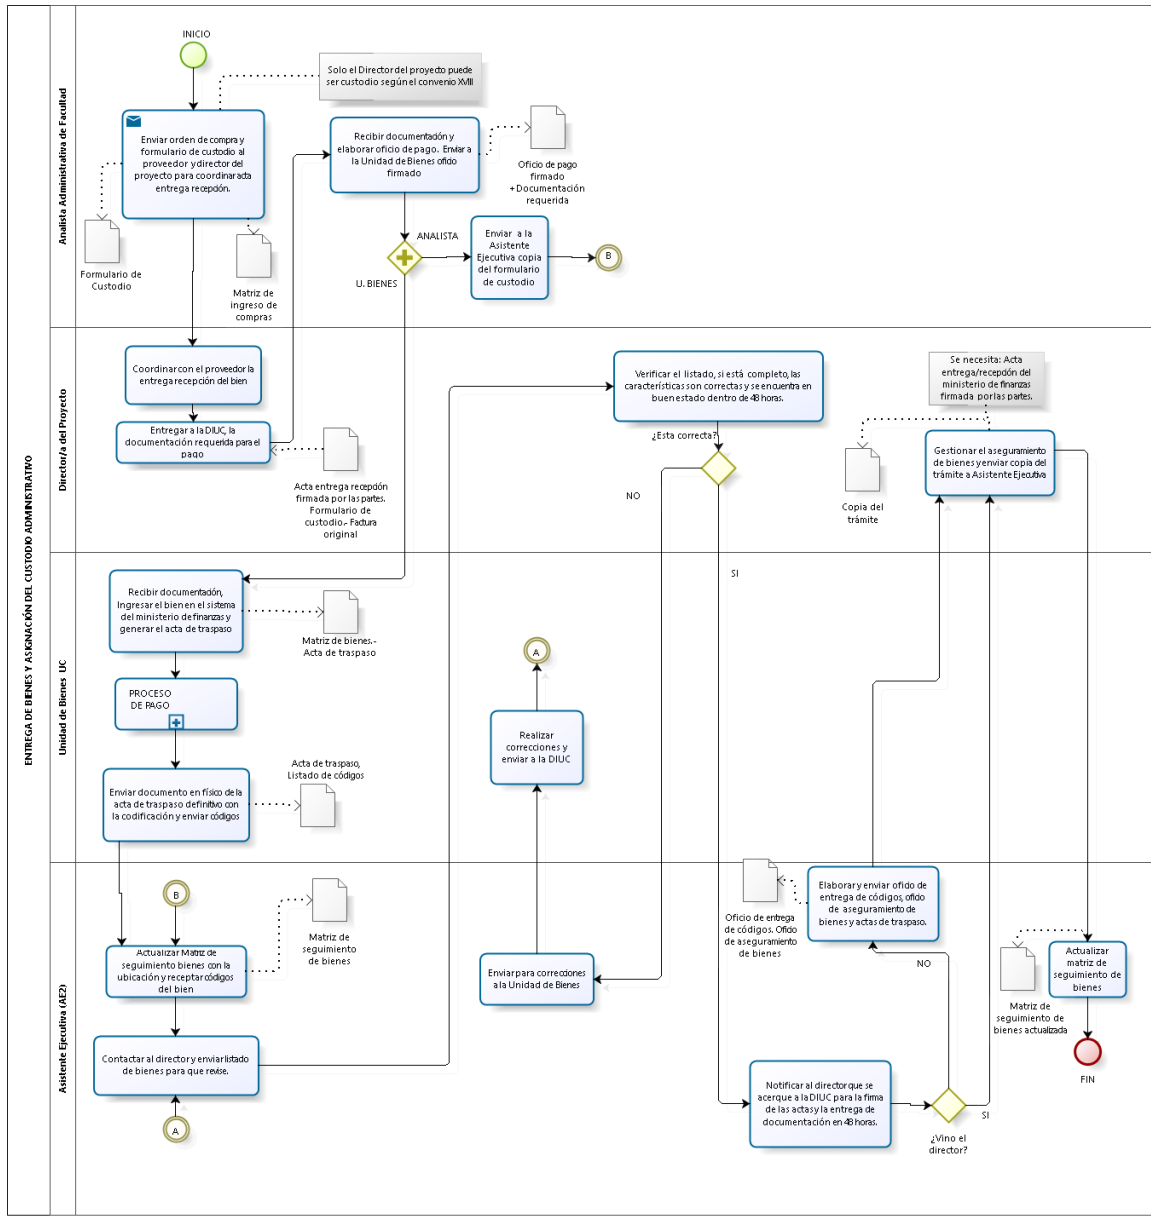 ENTREGA DE BIENES Y ASIGNACIÓN DEL CUSTODIO ADMINISTRATIVO
Analista Administrativa de Facultad
INICIO
Solo el Director del proyecto puede
ser custodio según el convenio XVIII
Enviar orden de compra y
formulario de custodio al
proveedor y director del
proyecto para coordinar acta
entrega recepción.
Formulario de
Custodio
Matriz de
ingreso de
compras
Recibir documentación y
elaborar oficio de pago. Enviar a
la Unidad de Bienes oficio
firmado
Oficio de pago
firmado
+Documentación
requerida
ANALISTA
U. BIENES
Enviar a la
Asistente
Ejecutiva copia
del formulario
de custodio
B
Director/a del Proyecto
Coordinar con el proveedor la
entrega recepción del bien
Entregar a la DIUC, la
documentación requerida para el
pago
Acta entrega recepción
firmada por las partes.
Formulario de
custodio.- Factura
original
Verificar el listado, si está completo, las
características son correctas y se encuentra en
buen estado dentro de 48 horas.
¿Esta correcta?
NO
SI
Se necesita: Acta
entrega/recepción del
ministerio de finanzas
firmada por las partes.
Gestionar el aseguramiento
de bienes y enviar copia del
trámite a Asistente Ejecutiva
Copia del
trámite
Unidad de Bienes UC
Recibir documentación,
Ingresar el bien en el sistema
del ministerio de finanzas y
generar el acta de traspaso
Matriz de bienes.-
Acta de traspaso
PROCESO
DE PAGO
Enviar documento en físico de la
acta de traspaso definitivo con
la codificación y enviar códigos
Acta de traspaso,
Listado de códigos
A
Realizar
correcciones y
enviar a la DIUC
Asistente Ejecutiva (AE2)
B
Actualizar Matriz de
seguimiento bienes con la
ubicación y receptar códigos
del bien
Matriz de
seguimiento
de bienes
Contactar al director y enviar listado
de bienes para que revise.
A
Enviar para correcciones
a la Unidad de Bienes
Oficio de entrega
de códigos. Oficio
de aseguramiento
de bienes
Elaborar y enviar oficio de
entrega de códigos, oficio
de aseguramiento de
bienes y actas de traspaso.
NO
Notificar al director que se
acerque a la DIUC para la firma
de las actas y la entrega de
documentación en 48 horas.
¿Vino el
director?
SI
Actualizar
matriz de
seguimiento de
bienes
Matriz de
seguimiento de
bienes actualizada
FIN